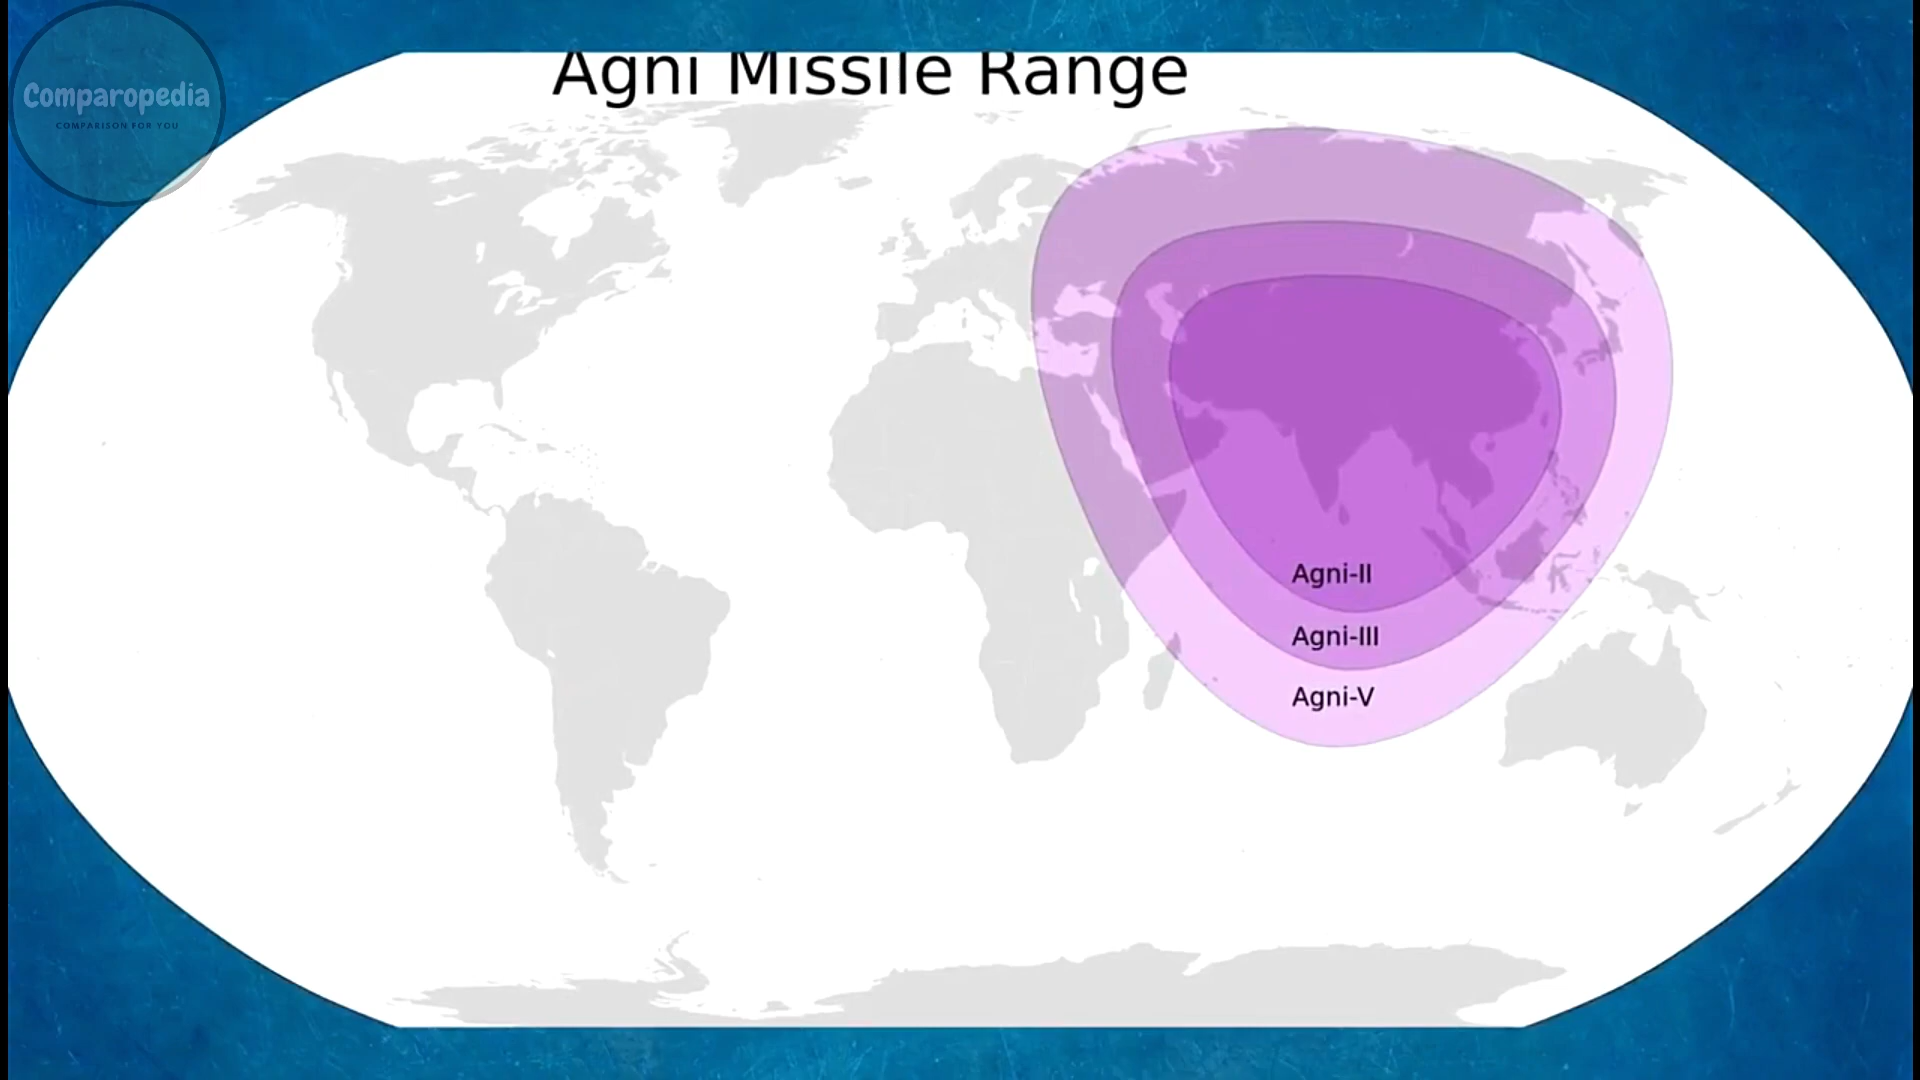 Agni Missile Range
Comparopedia
COMPARISON FOR YOU
Agni-II
Agni-III
Agni-V